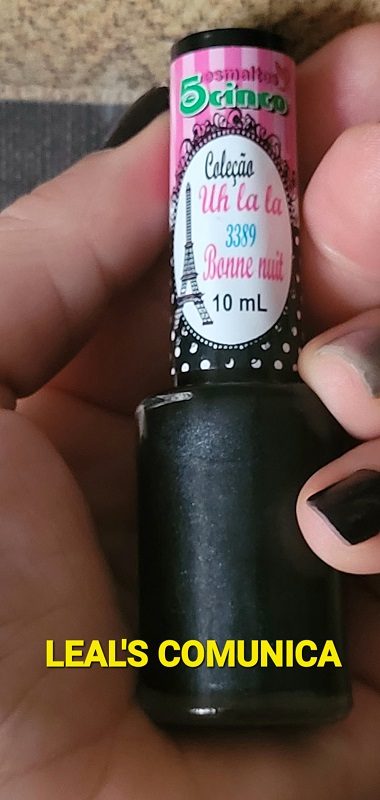 esmaltes
5cinco
Coleção
Uh la la
3389
Bonne nuit
10 mL
LEAL'S COMUNICA